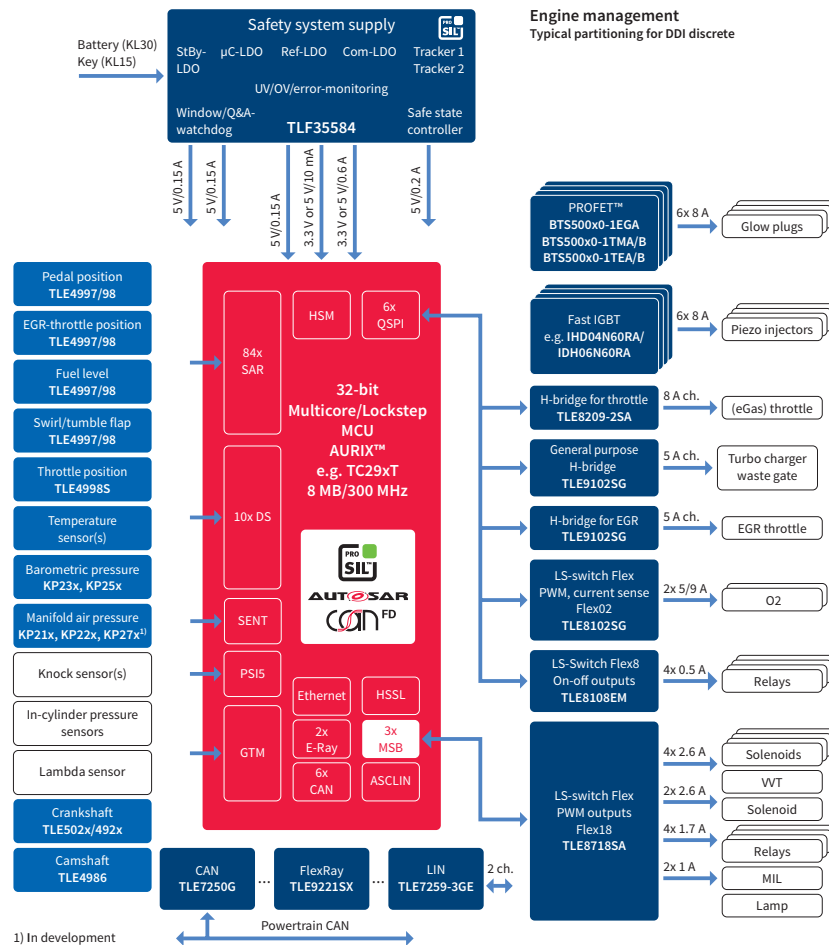 Engine management
Typical partitioning for DDI discrete
Safety system supply
PRO
SIL™
Battery (KL30)
Key (KL15)
StBy-
LDO
µC-LDO
Ref-LDO
Com-LDO
Tracker 1
Tracker 2
UV/OV/error-monitoring
Window/Q&A-
watchdog
TLF35584
Safe state
controller
5 V/0.15 A
5 V/0.15 A
5 V/0.15 A
3.3 V or 5 V/10 mA
3.3 V or 5 V/0.6 A
5 V/0.2 A
Pedal position
TLE4997/98
EGR-throttle position
TLE4997/98
Fuel level
TLE4997/98
Swirl/tumble flap
TLE4997/98
Throttle position
TLE4998S
Temperature
sensor(s)
Barometric pressure
KP23x, KP25x
Manifold air pressure
KP21x, KP22x, KP27x1)
Knock sensor(s)
In-cylinder pressure
sensors
Lambda sensor
Crankshaft
TLE502x/492x
Camshaft
TLE4986
84x
SAR
HSM
6x
QSPI
32-bit
Multicore/Lockstep
MCU
AURIX™
e.g. TC29xT
8 MB/300 MHz
10x DS
PRO
SIL™
AUTOSAR
CAN FD
SENT
PSI5
GTM
Ethernet
HSSL
2x
E-Ray
3x
MSB
6x
CAN
ASCLIN
PROFET™
BTS500x0-1EGA
BTS500x0-1TMA/B
BTS500x0-1TEA/B
6x 8 A
Glow plugs
Fast IGBT
e.g. IHD04N60RA/
IDH06N60RA
6x 8 A
Piezo injectors
H-bridge for throttle
TLE8209-2SA
8 A ch.
(eGas) throttle
General purpose
H-bridge
TLE9102SG
5 A ch.
Turbo charger
waste gate
H-bridge for EGR
TLE9102SG
5 A ch.
EGR throttle
LS-switch Flex
PWM, current sense
Flex02
TLE8102SG
2x 5/9 A
O2
LS-Switch Flex8
On-off outputs
TLE8108EM
4x 0.5 A
Relays
LS-switch Flex
PWM outputs
Flex18
TLE8718SA
4x 2.6 A
Solenoids
VVT
2x 2.6 A
Solenoid
4x 1.7 A
Relays
2x 1 A
MIL
Lamp
CAN
TLE7250G
...
FlexRay
TLE9221SX
...
LIN
TLE7259-3GE
2 ch.
Powertrain CAN
1) In development